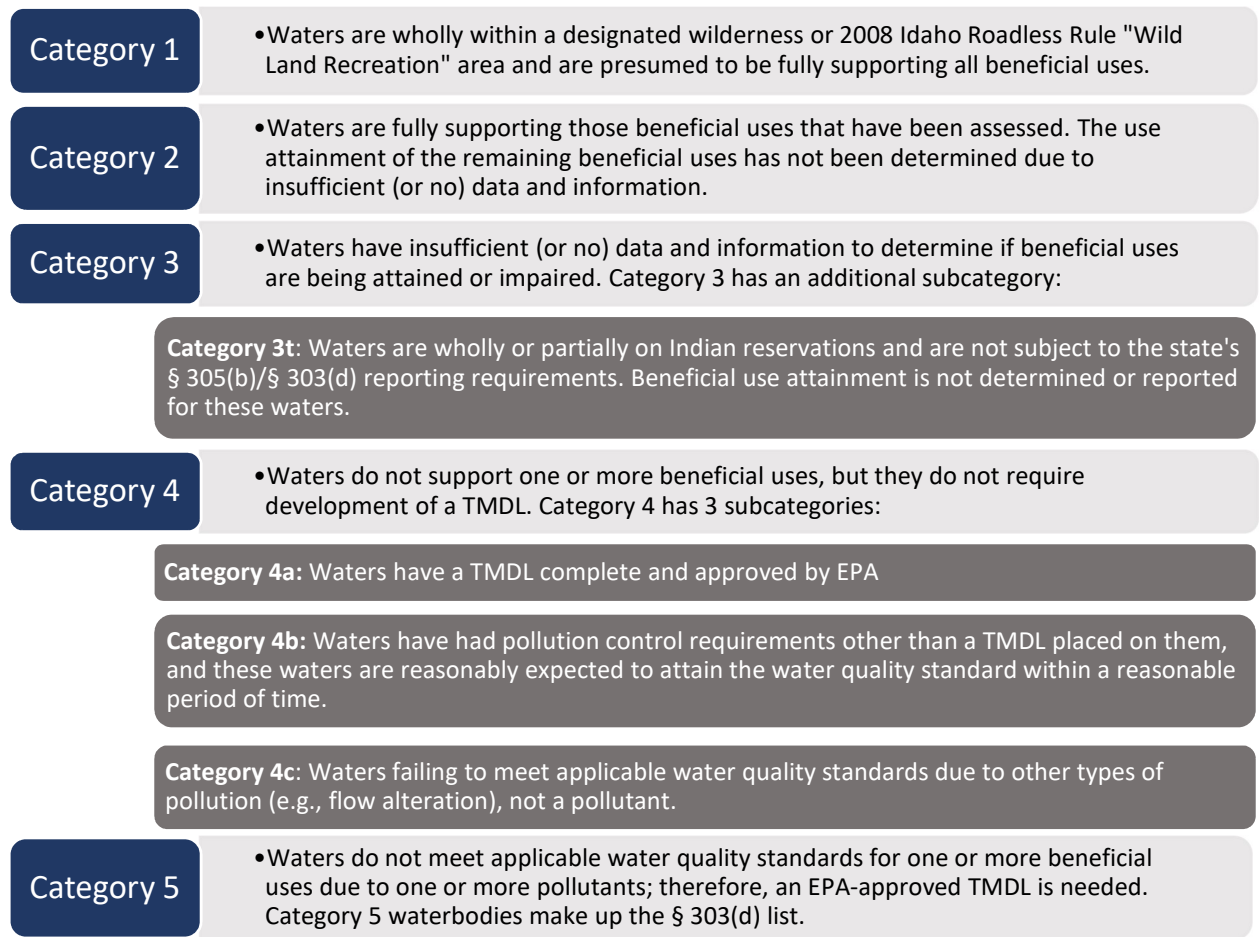 Category 1
•Waters are wholly within a designated wilderness or 2008 Idaho Roadless Rule "Wild
Land Recreation" area and are presumed to be fully supporting all beneficial uses.
Category 2
•Waters are fully supporting those beneficial uses that have been assessed. The use
attainment of the remaining beneficial uses has not been determined due to
insufficient (or no) data and information.
Category 3
•Waters have insufficient (or no) data and information to determine if beneficial uses
are being attained or impaired. Category 3 has an additional subcategory:
Category 3t: Waters are wholly or partially on Indian reservations and are not subject to the state's
§ 305(b)/§ 303(d) reporting requirements. Beneficial use attainment is not determined or reported
for these waters.
Category 4
•Waters do not support one or more beneficial uses, but they do not require
development of a TMDL. Category 4 has 3 subcategories:
Category 4a: Waters have a TMDL complete and approved by EPA
Category 4b: Waters have had pollution control requirements other than a TMDL placed on them,
and these waters are reasonably expected to attain the water quality standard within a reasonable
period of time.
Category 4c: Waters failing to meet applicable water quality standards due to other types of
pollution (e.g., flow alteration), not a pollutant.
Category 5
•Waters do not meet applicable water quality standards for one or more beneficial
uses due to one or more pollutants; therefore, an EPA-approved TMDL is needed.
Category 5 waterbodies make up the § 303(d) list.